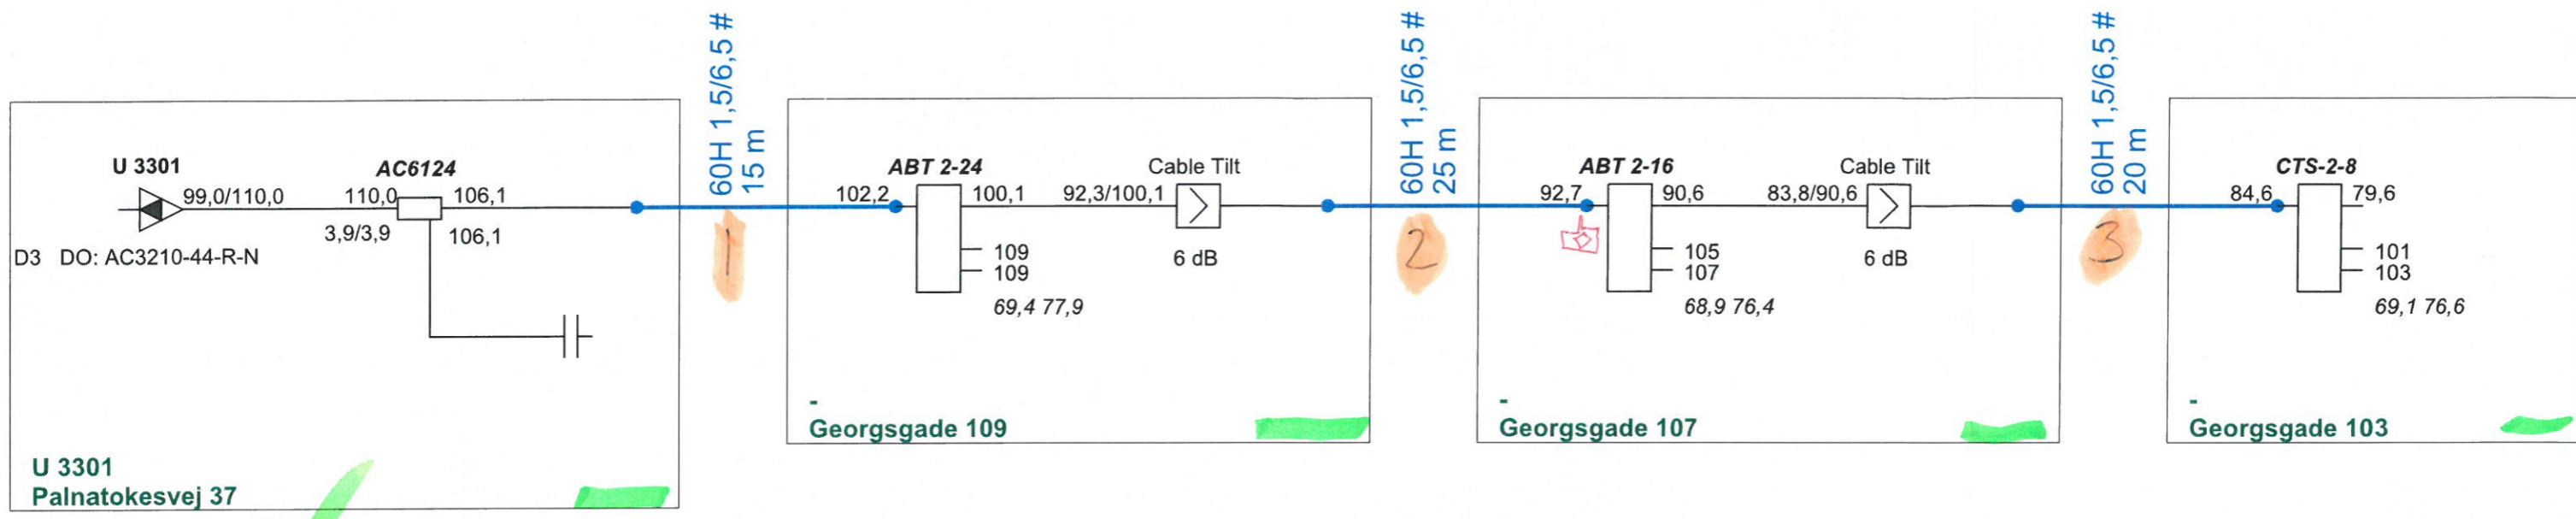 U 3301
99,0/110,0
D3 DO: AC3210-44-R-N
AC6124
110,0
106,1
3,9/3,9
106,1
U 3301
Palnatokesvej 37
60H 1,5/6,5 #
15 m
1
102,2
ABT 2-24
100,1
109
109
69,4 77,9
92,3/100,1
Cable Tilt
6 dB
-
Georgsgade 109
60H 1,5/6,5 #
25 m
2
92,7
ABT 2-16
90,6
105
107
68,9 76,4
83,8/90,6
Cable Tilt
6 dB
-
Georgsgade 107
60H 1,5/6,5 #
20 m
3
84,6
CTS-2-8
79,6
101
103
69,1 76,6
-
Georgsgade 103